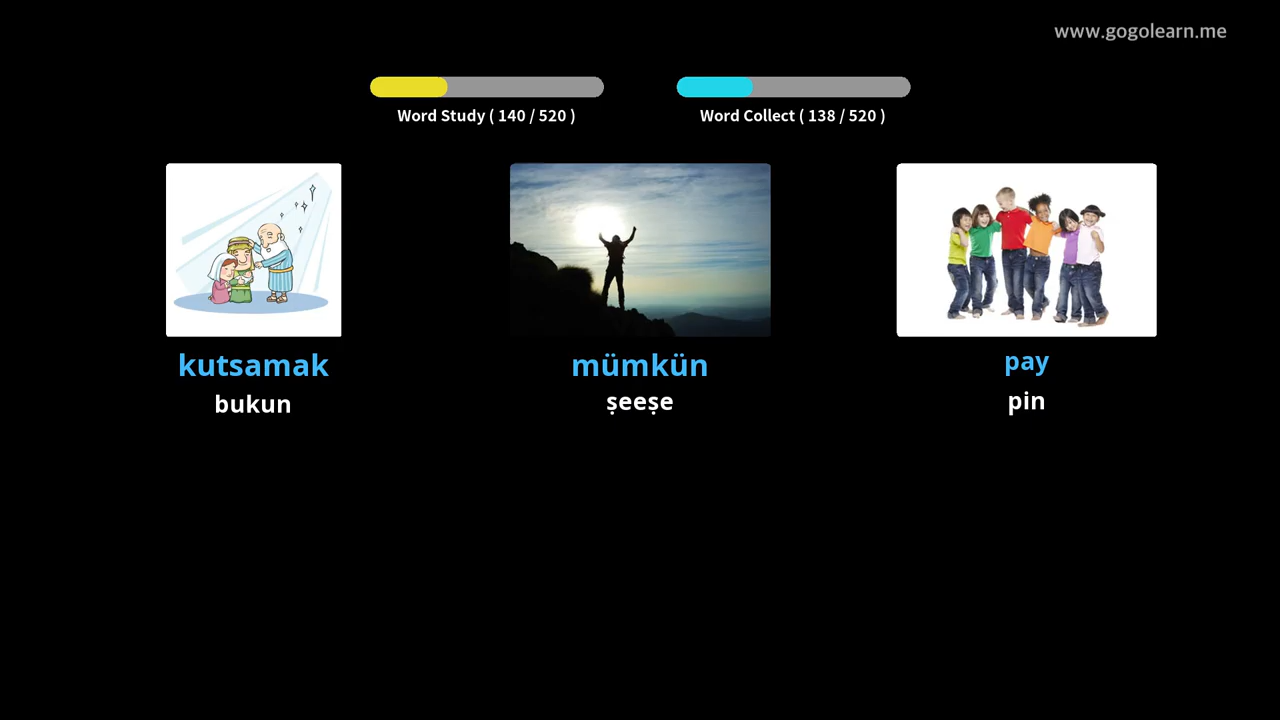 www.gogolearn.me
Word Study ( 140 / 520 )
Word Collect ( 138 / 520 )
kutsamak
bukun
mümkün
ṣeeṣe
pay
pin